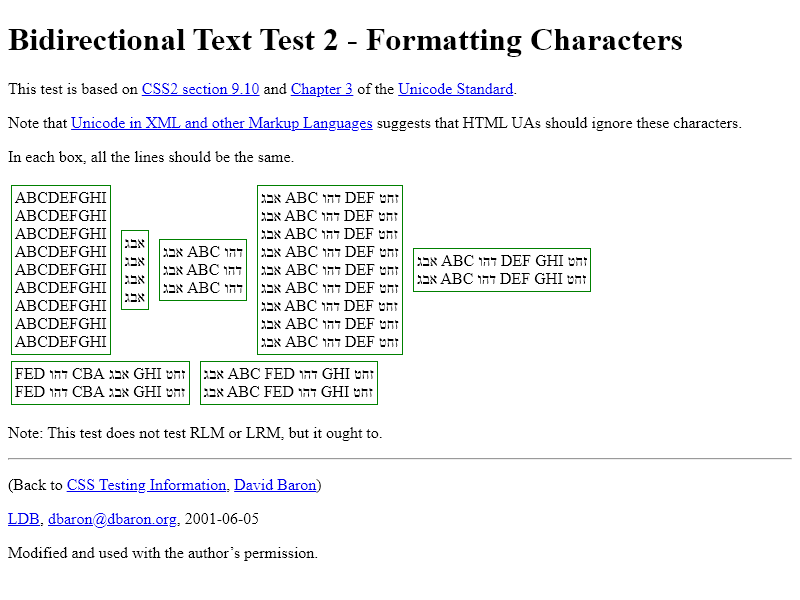 Bidirectional Text Test 2 - Formatting Characters
This test is based on CSS2 section 9.10 and Chapter 3 of the Unicode Standard.
Note that Unicode in XML and other Markup Languages suggests that HTML UAs should ignore these characters.
In each box, all the lines should be the same.
ABCDEFGHI
ABCDEFGHI
ABCDEFGHI
ABCDEFGHI
ABCDEFGHI
ABCDEFGHI
ABCDEFGHI
ABCDEFGHI
ABCDEFGHI
אבג
אבג
אבג
אבג
אבג ABC דהו
אבג ABC דהו
אבג ABC דהו
אבג ABC דהו DEF זחט
אבג ABC דהו DEF זחט
אבג ABC דהו DEF זחט
אבג ABC דהו DEF זחט
אבג ABC דהו DEF זחט
אבג ABC דהו DEF זחט
אבג ABC דהו DEF זחט
אבג ABC דהו DEF זחט
אבג ABC דהו DEF זחט
אבג ABC דהו DEF GHI זחט
אבג ABC דהו DEF GHI זחט
FED דהו CBA אבג GHI זחט
FED דהו CBA אבג GHI זחט
אבג ABC FED דהו GHI זחט
אבג ABC FED דהו GHI זחט
Note: This test does not test RLM or LRM, but it ought to.
(Back to CSS Testing Information, David Baron)
LDB, dbaron@dbaron.org, 2001-06-05
Modified and used with the author’s permission.